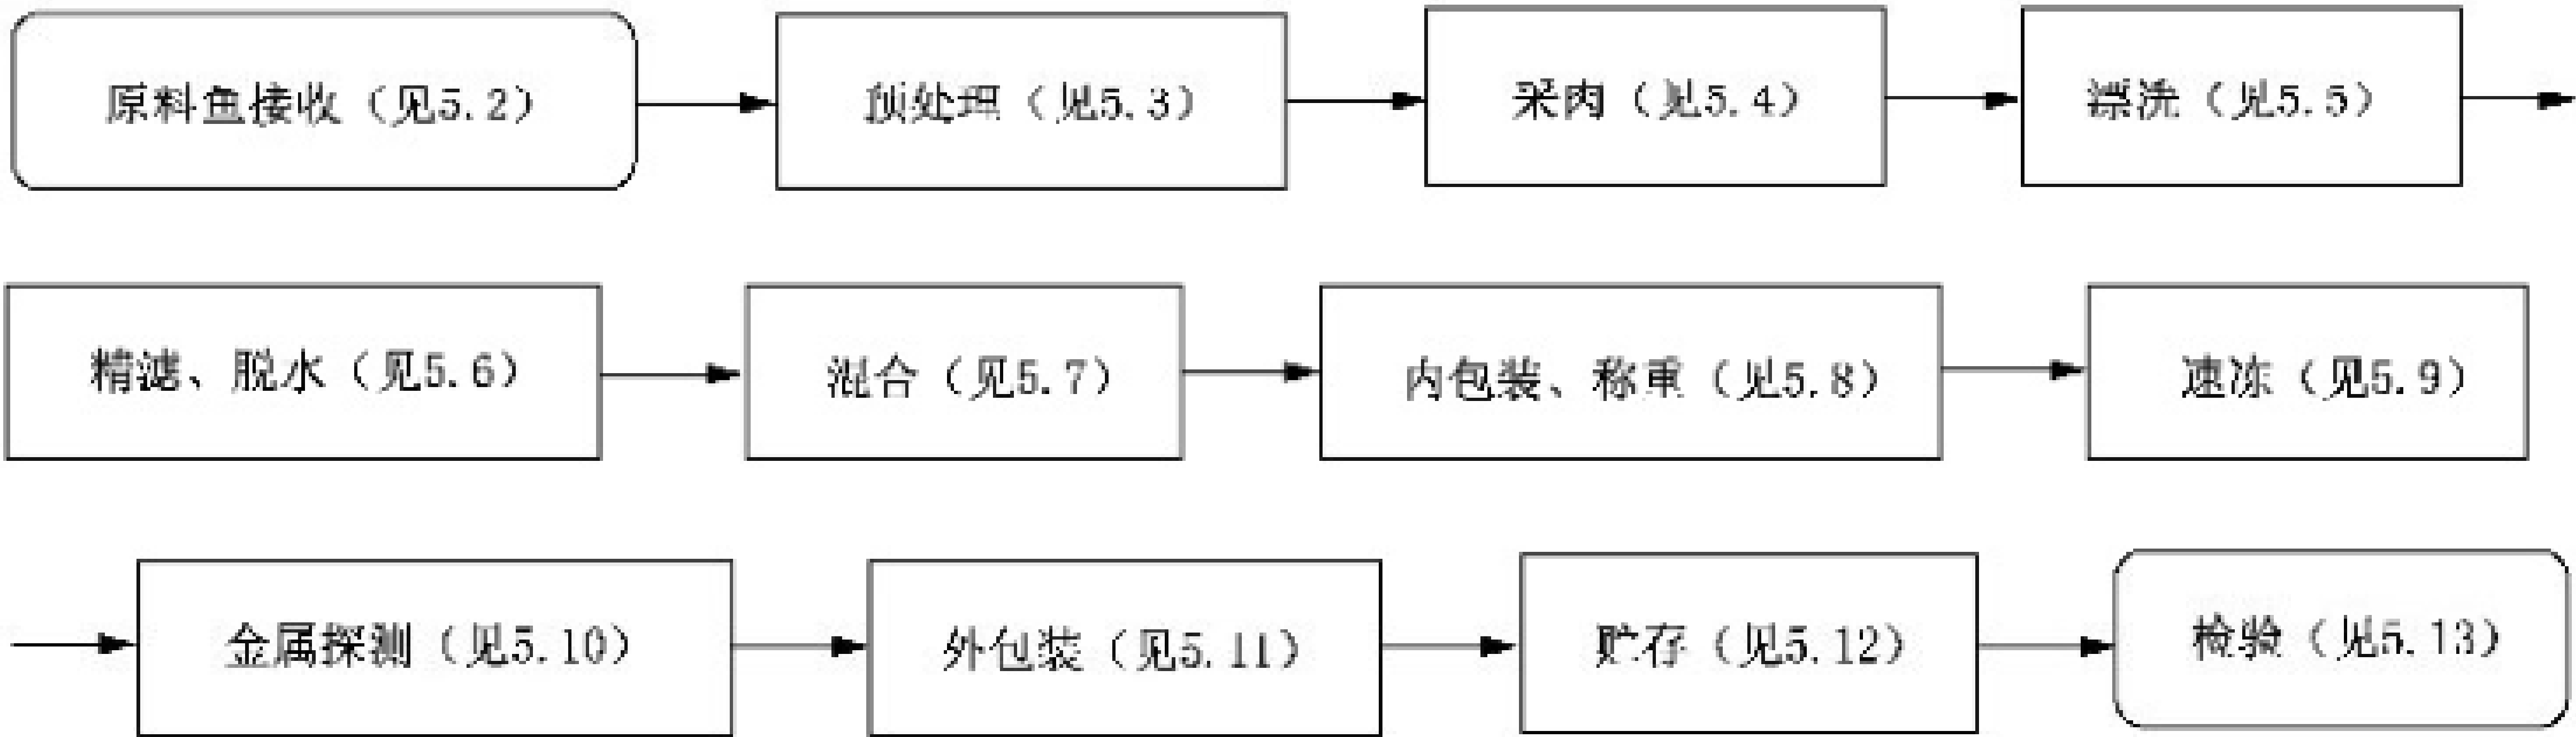 原料鱼接收（见5.2）
预处理（见5.3）
采肉（见5.4）
漂洗（见5.5）
精滤、脱水（见5.6）
混合（见5.7）
内包装、称重（见5.8）
速冻（见5.9）
金属探测（见5.10）
外包装（见5.11）
贮存（见5.12）
检验（见5.13）